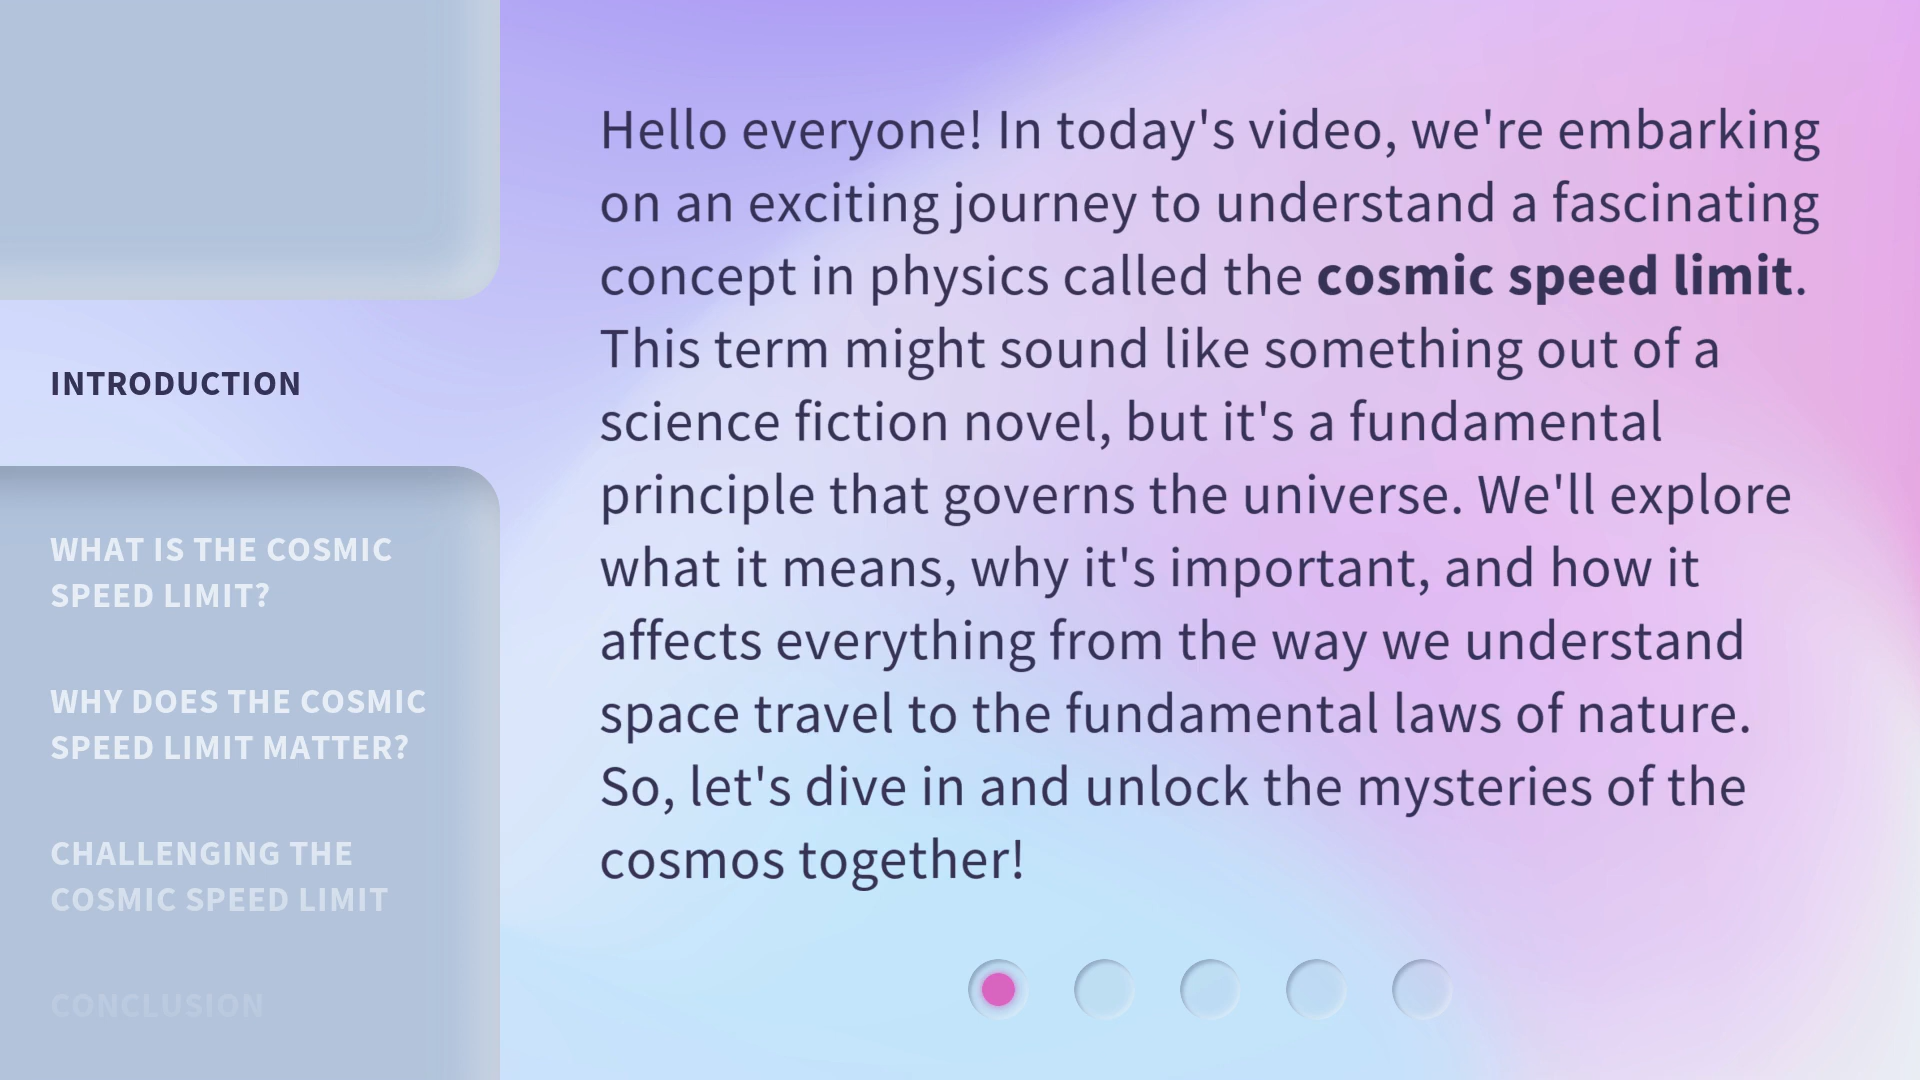 INTRODUCTION
WHAT IS THE COSMIC
SPEED LIMIT?
WHY DOES THE COSMIC
SPEED LIMIT MATTER?
CHALLENGING THE
COSMIC SPEED LIMIT
CONCLUSION
Hello everyone! In today's video, we're embarking
on an exciting journey to understand a fascinating
concept in physics called the cosmic speed limit.
This term might sound like something out of a
science fiction novel, but it's a fundamental
principle that governs the universe. We'll explore
what it means, why it's important, and how it
affects everything from the way we understand
space travel to the fundamental laws of nature.
So, let's dive in and unlock the mysteries of the
cosmos together!